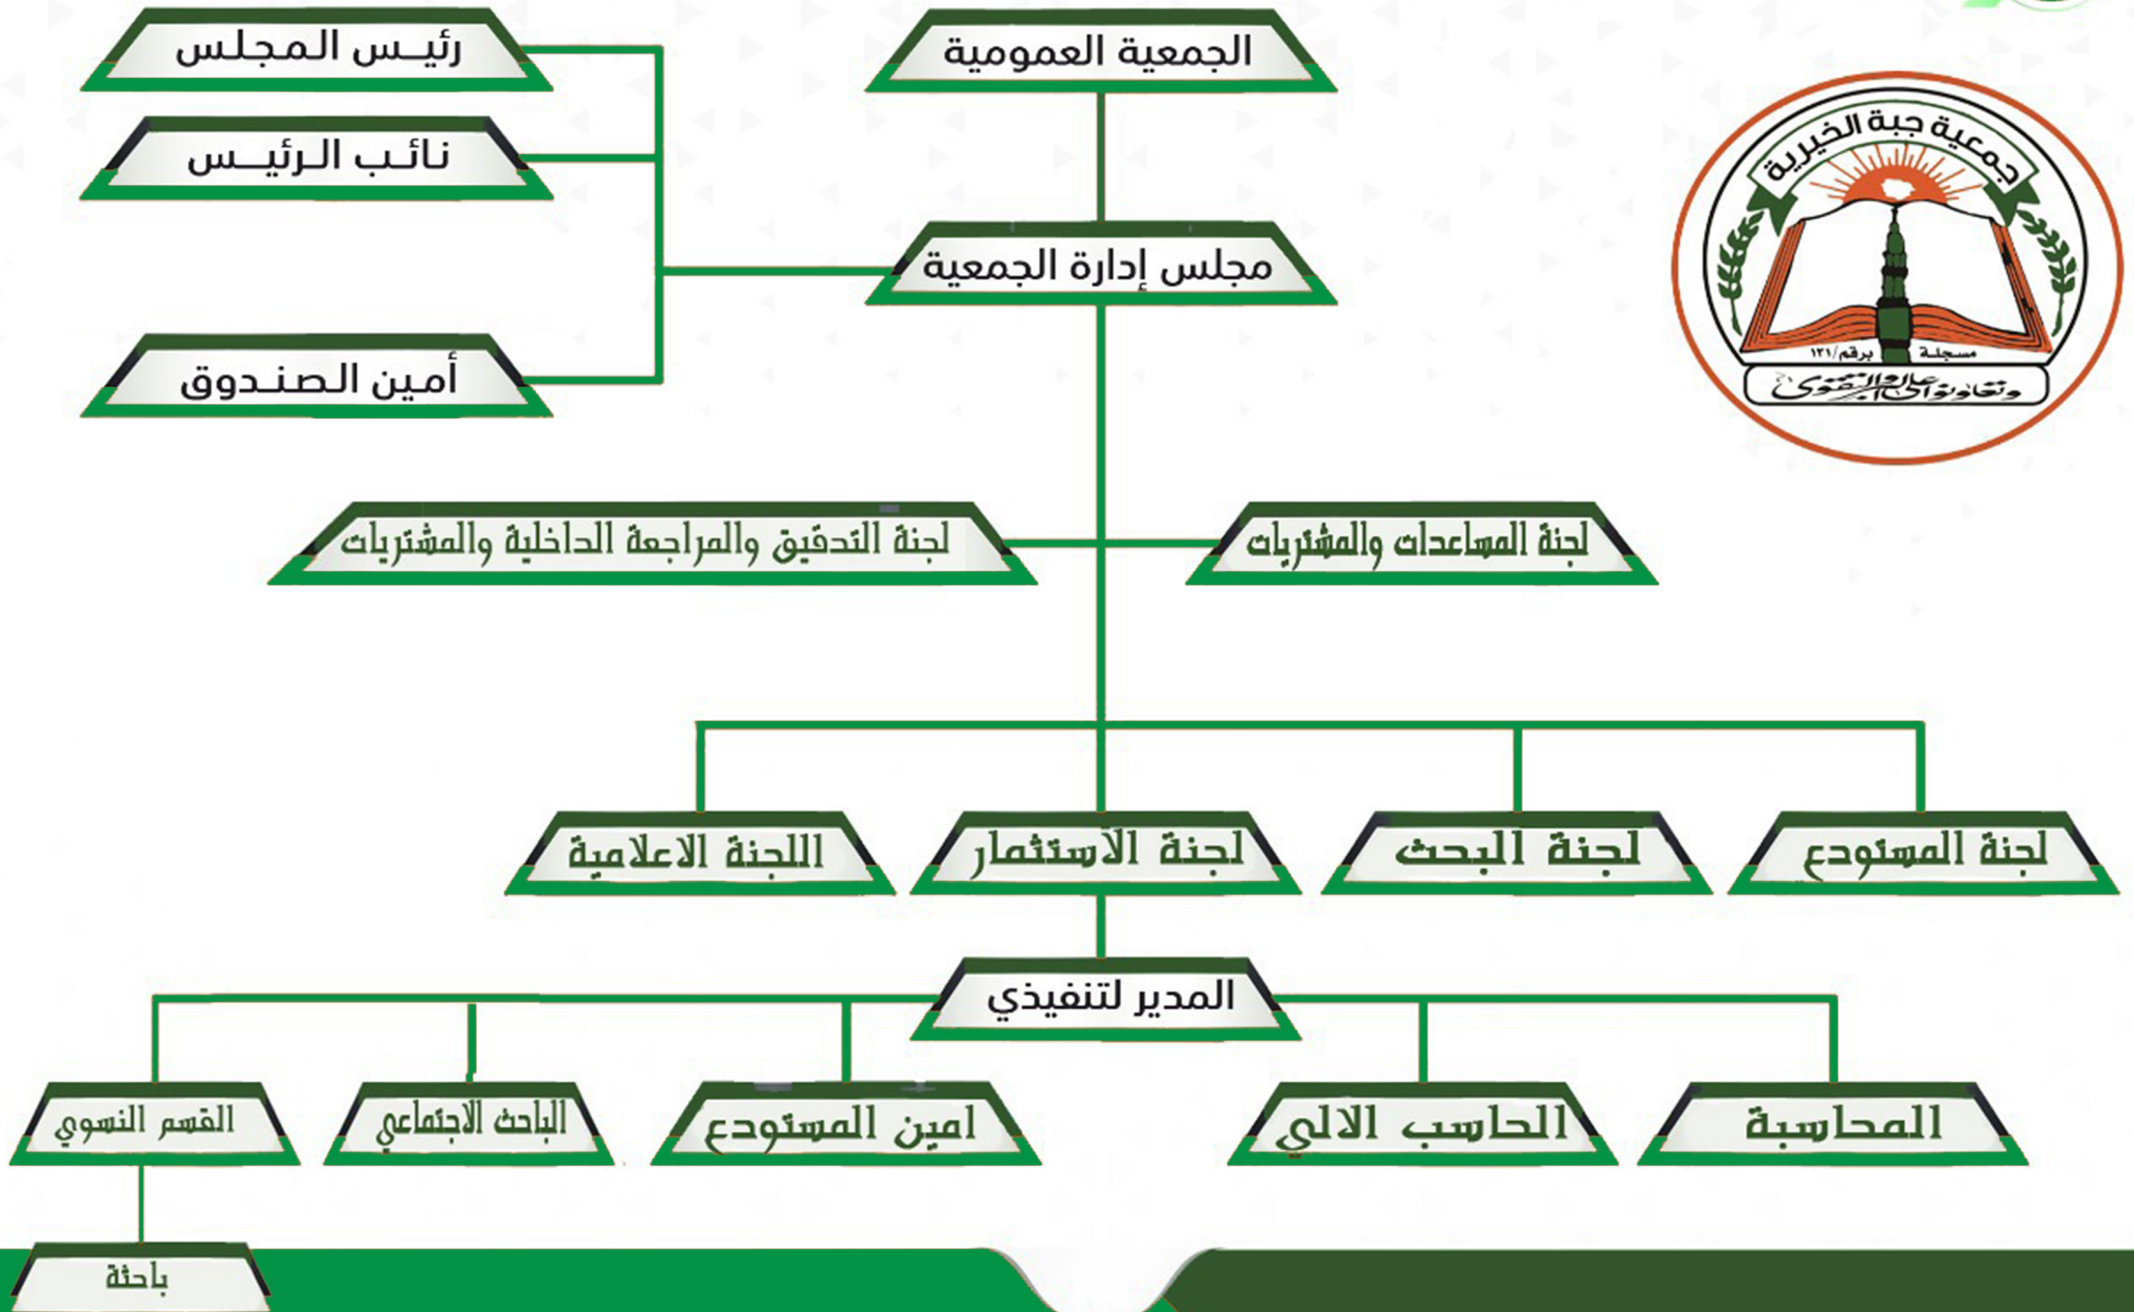 الجمعية العمومية
رئيس المجلس
نائب الرئيس
مجلس إدارة الجمعية
أمين الصندوق
جمعية جبة الخيرية
مسجلة برقم/١٣١
وتعاونوا على البر والتقوى
لجنة المساعدات والمشتريات
لجنة التدقيق والمراجعة الداخلية والمشتريات
لجنة المستودع
لجنة البحث
لجنة الاستثمار
اللجنة الاعلامية
المدير لتنفيذي
المحاسبة
الحاسب الالي
امين المستودع
الباحث الاجتماعي
القسم النسوي
باحثة